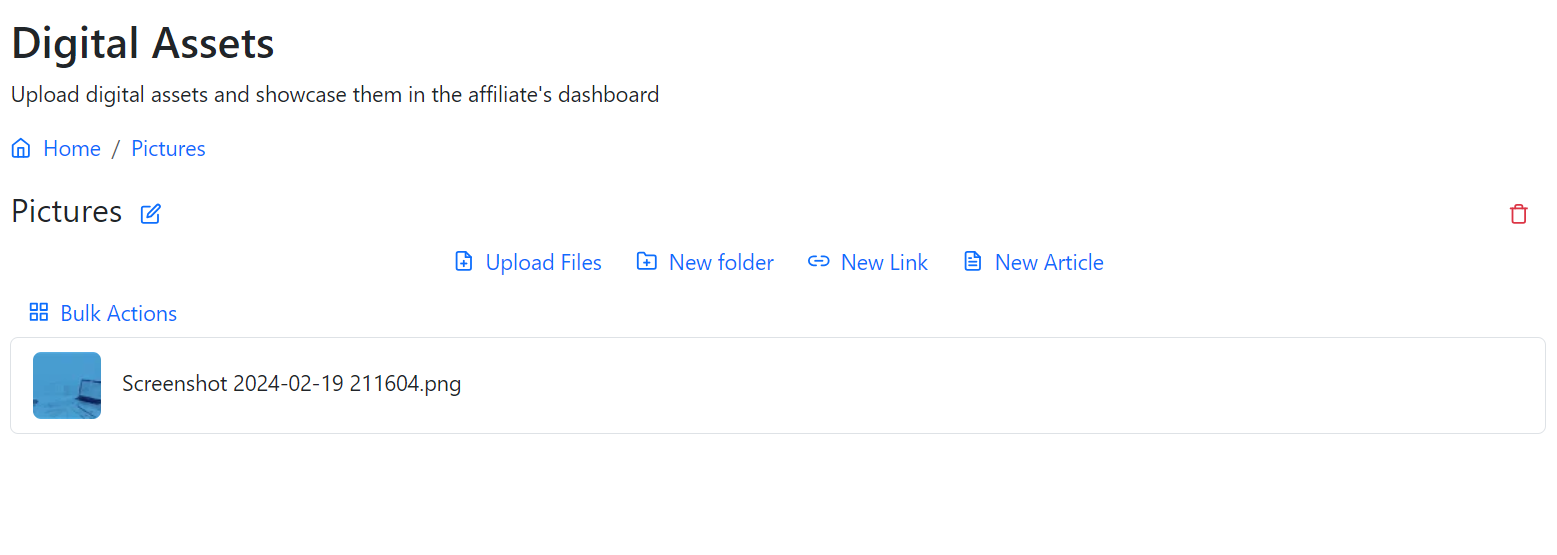 Digital Assets
Upload digital assets and showcase them in the affiliate's dashboard
Home / Pictures
Pictures
Upload Files New folder New Link New Article
Bulk Actions
Screenshot 2024-02-19 211604.png